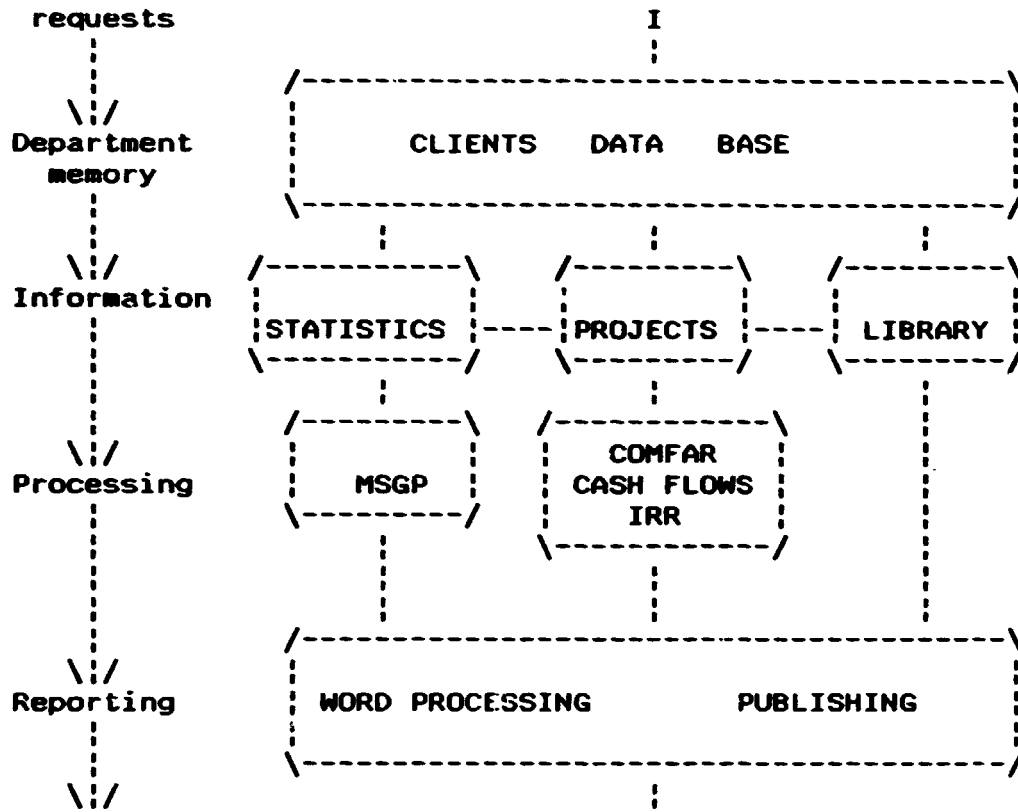 requests I
Department
memory
CLIENTS DATA BASE
Information
STATISTICS PROJECTS LIBRARY
Processing
MSGP
COMFAR
CASH FLOWS
IRR
Reporting
WORD PROCESSING PUBLISHING